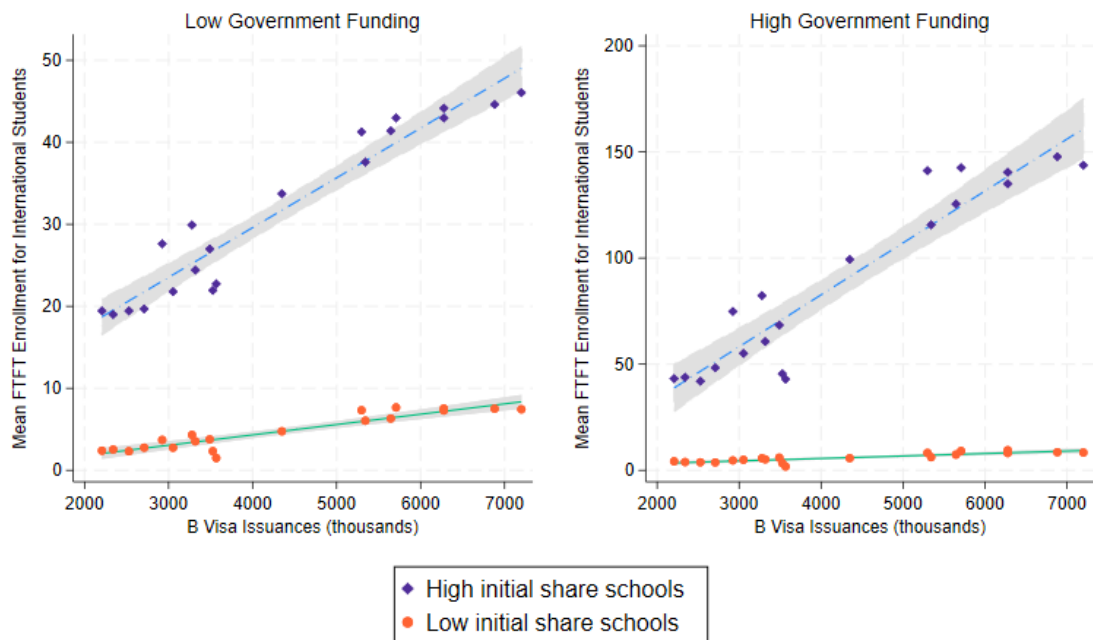 Low Government Funding
Mean FTFT Enrollment for International Students
50
40
30
20
10
0
2000 3000 4000 5000 6000 7000
B Visa Issuances (thousands)
High Government Funding
Mean FTFT Enrollment for International Students
200
150
100
50
0
2000 3000 4000 5000 6000 7000
B Visa Issuances (thousands)
High initial share schools
Low initial share schools